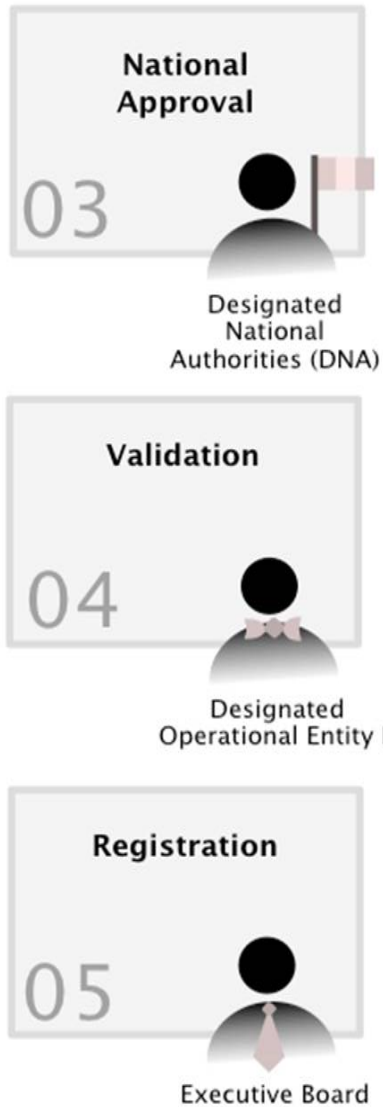 National
Approval
03
Designated
National
Authorities (DNA)
Validation
04
Designated
Operational Entity
Registration
05
Executive Board